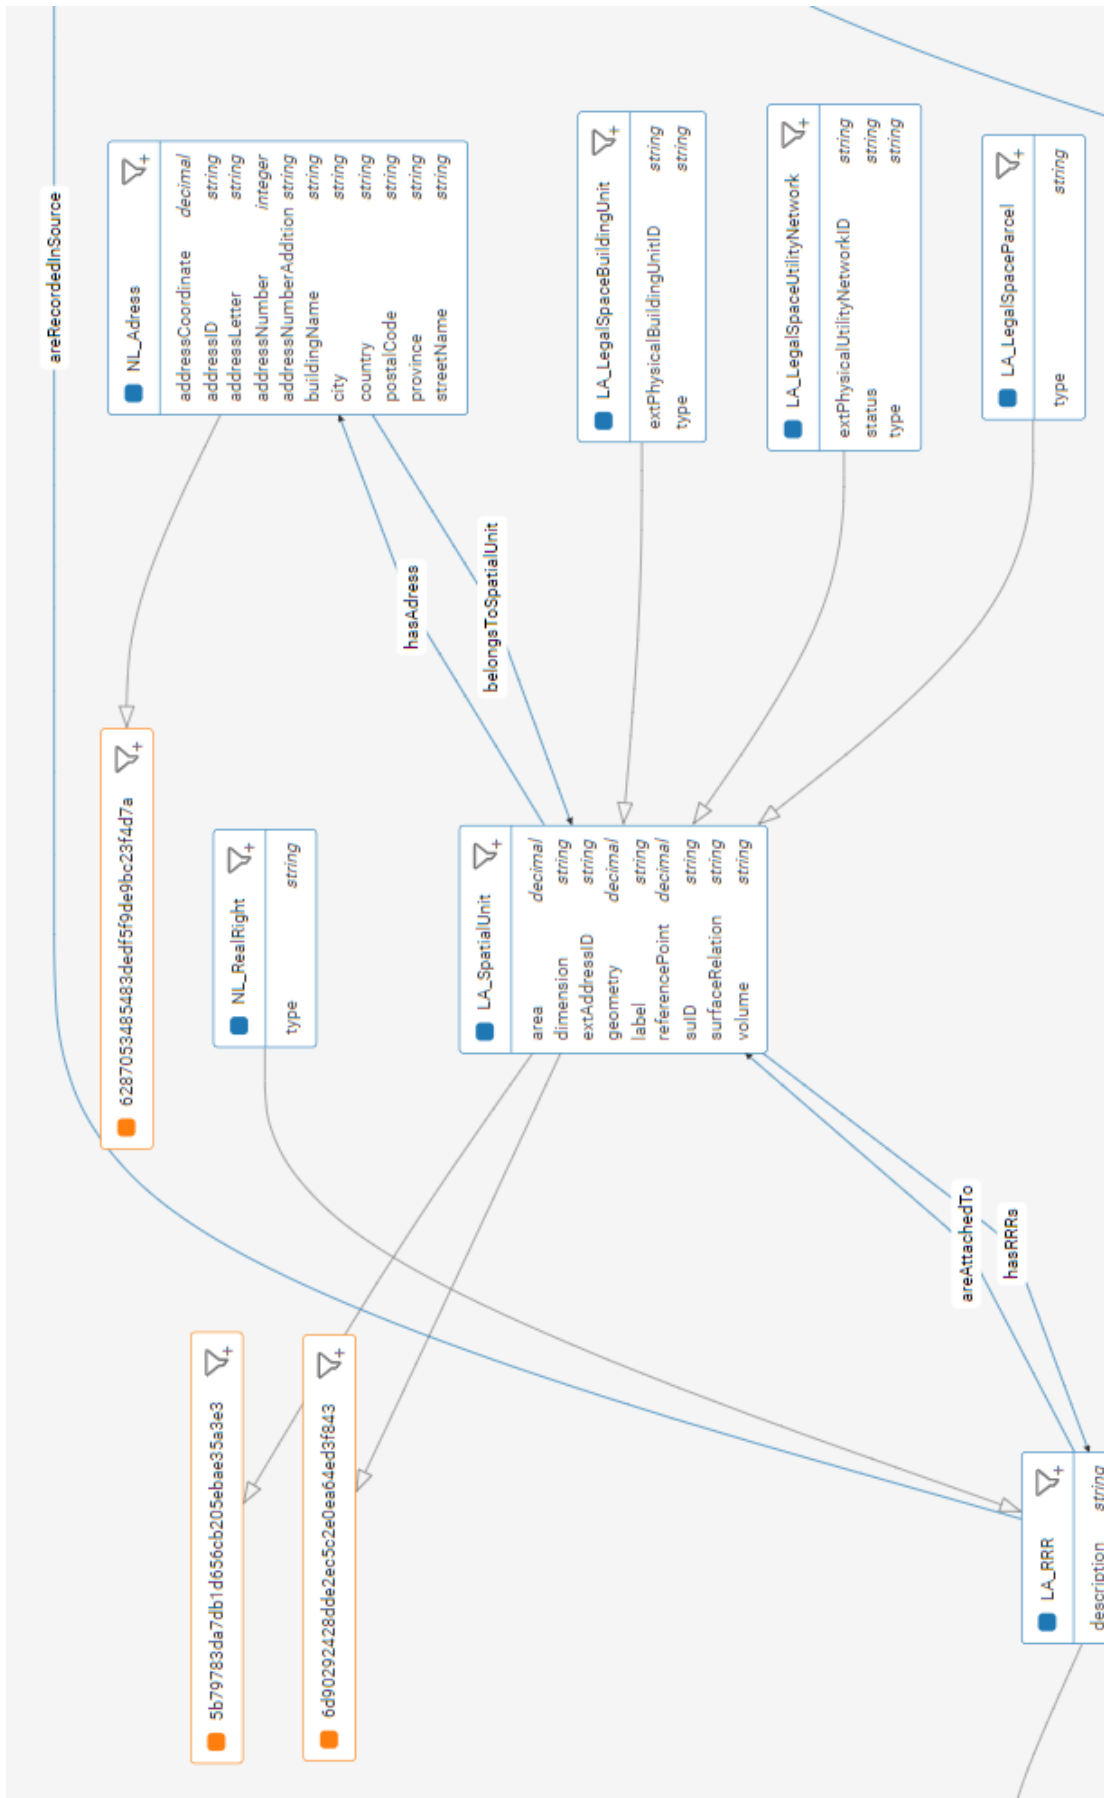 areRecordedInSource
NL_Adress
addressCoordinate decimal
addressID string
addressLetter string
addressNumber integer
addressNumberAddition string
buildingName string
city string
country string
postalCode string
province string
streetName string
LA_LegalSpaceBuildingUnit
extPhysicalBuildingUnitID string
type string
LA_LegalSpaceUtilityNetwork
extPhysicalUtilityNetworkID string
status string
type string
LA_LegalSpaceParcel
type string
hasAdress
belongsToSpatialUnit
6287053485483dedf5f9de9bc23f4d7a
NL_RealRight
type string
LA_SpatialUnit
area decimal
dimension string
extAddressID string
geometry decimal
label string
referencePoint decimal
suID string
surfaceRelation string
volume string
areAttachedTo
hasRRRs
5b79783da7db1d656cb205ebae35a3e3
6d90292428dde2ec5c2e0ea64ed3f843
LA_RRR
description string